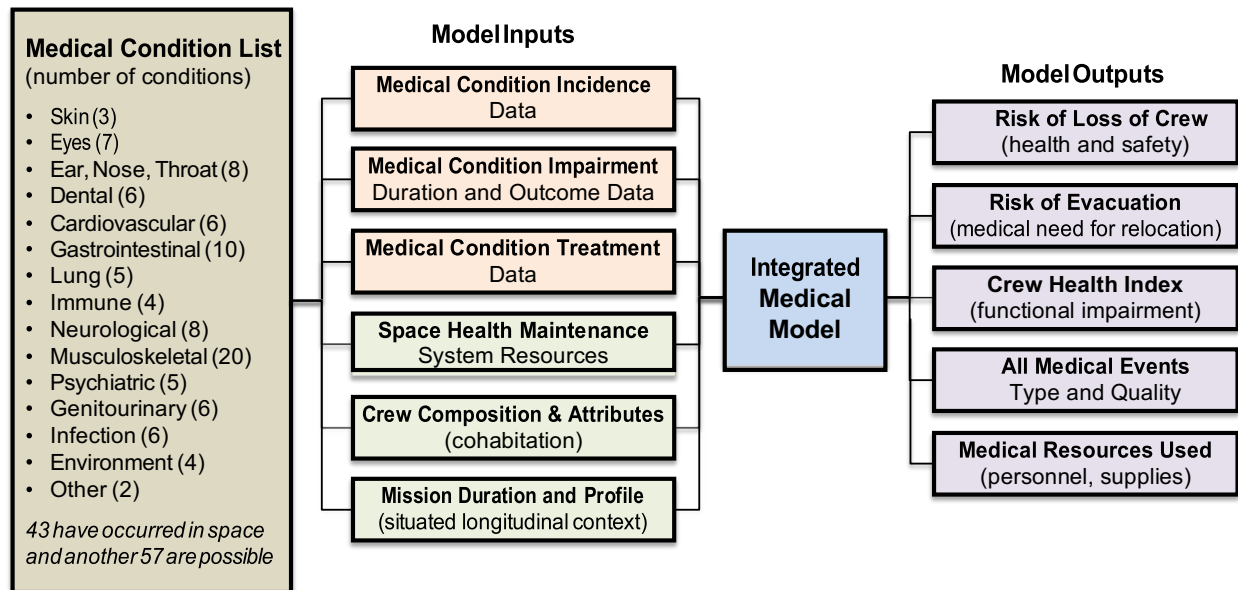 Medical Condition List
(number of conditions)
• Skin (3)
• Eyes (7)
• Ear, Nose, Throat (8)
• Dental (6)
• Cardiovascular (6)
• Gastrointestinal (10)
• Lung (5)
• Immune (4)
• Neurological (8)
• Musculoskeletal (20)
• Psychiatric (5)
• Genitourinary (6)
• Infection (6)
• Environment (4)
• Other (2)
43 have occurred in space
and another 57 are possible
Model Inputs
Medical Condition Incidence
Data
Medical Condition Impairment
Duration and Outcome Data
Medical Condition Treatment
Data
Space Health Maintenance
System Resources
Crew Composition & Attributes
(cohabitation)
Mission Duration and Profile
(situated longitudinal context)
Integrated
Medical
Model
Model Outputs
Risk of Loss of Crew
(health and safety)
Risk of Evacuation
(medical need for relocation)
Crew Health Index
(functional impairment)
All Medical Events
Type and Quality
Medical Resources Used
(personnel, supplies)